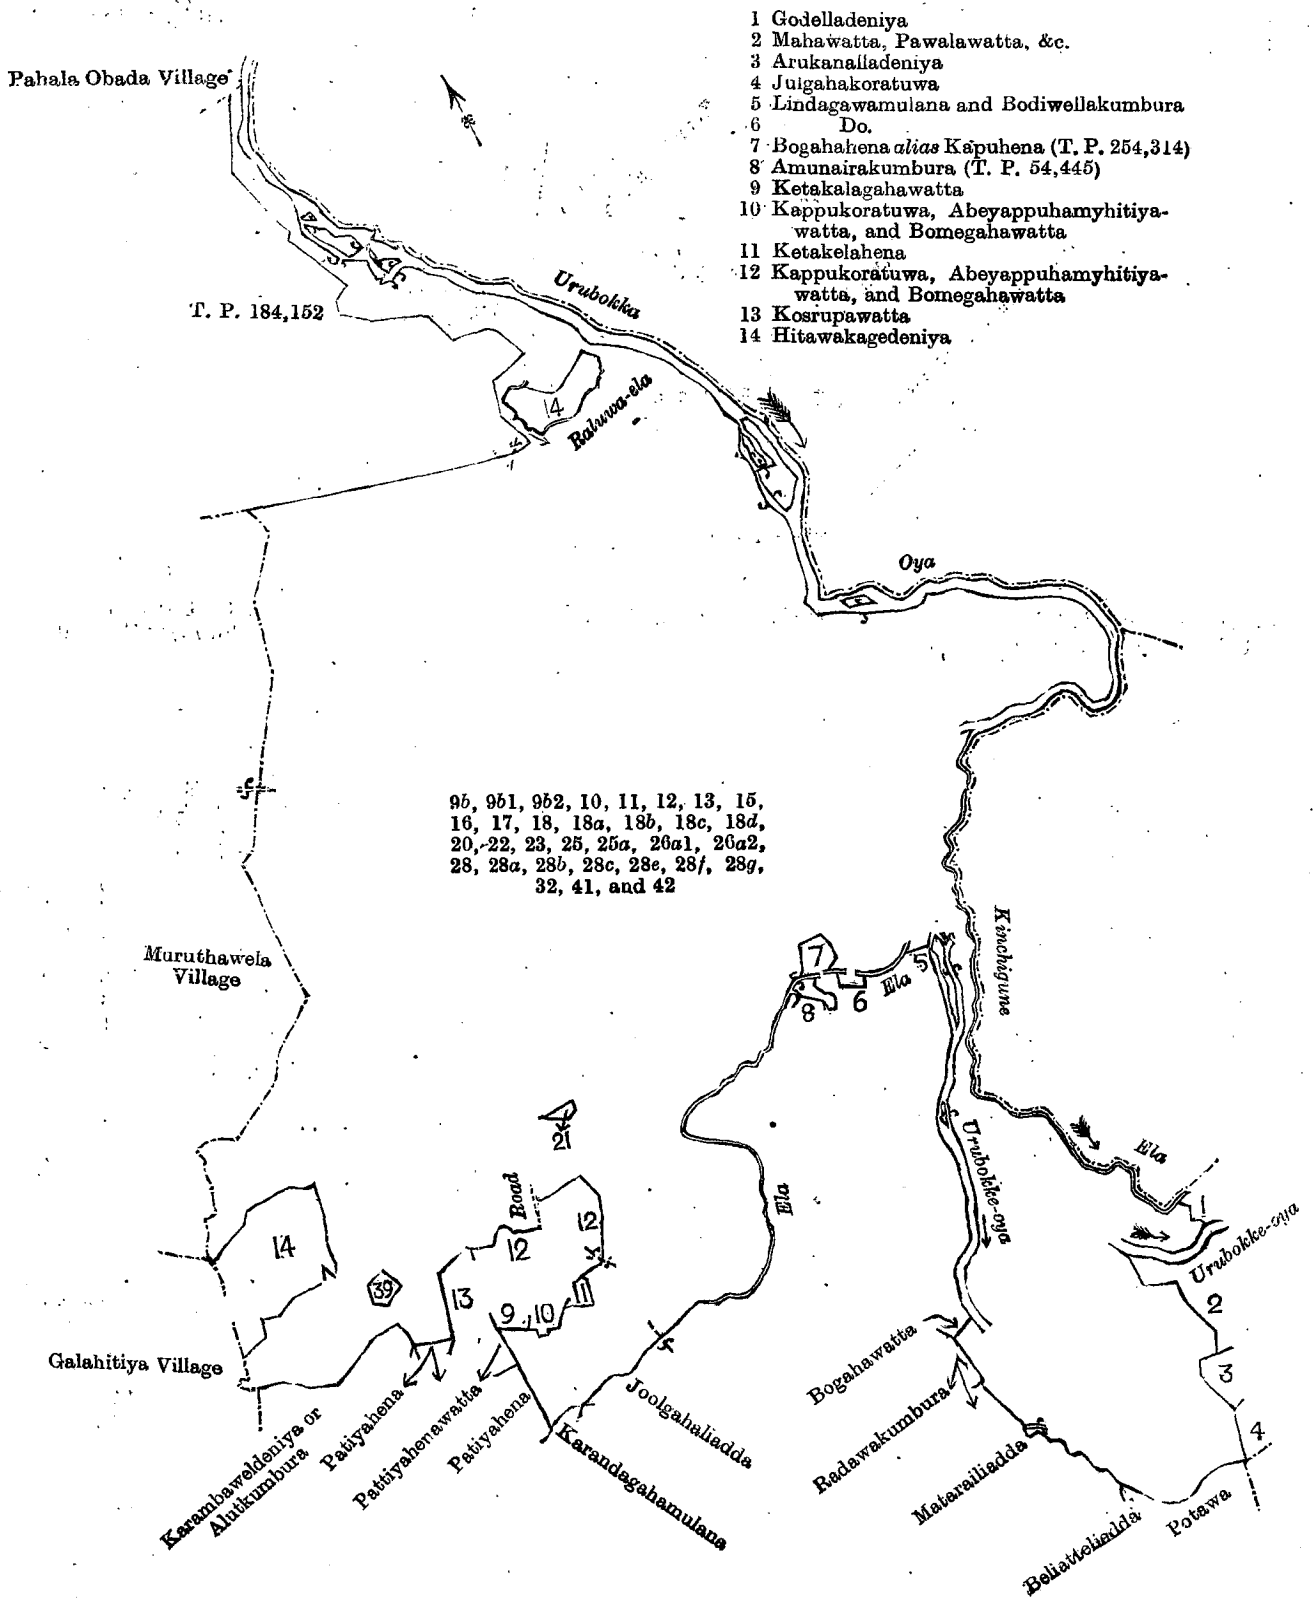 1 Godelladeniya
2 Mahawatta, Pawalawatta, &c.
3 Arukanalladeniya
4 Julgahakoratuwa
5 Lindagawamulana and Bodiwellakumbura
6 Do.
7 Bogahahena alias Kapuhena (T. P. 254,314)
8 Amunairakumbura (T. P. 54,445)
9 Ketakalagahawatta
10 Kappukoratuwa, Abeyappuhamyhitiya-
watta, and Bomegahawatta
11 Ketakelahena
12 Kappukoratuwa, Abeyappuhamyhitiya-
watta, and Bomegahawatta
13 Kosrupawatta
14 Hitawakagedeniya
Pahala Obada Village
Urubokka
T. P. 184,152
14
Raluwa-ela
Oya
9b, 9b1, 9b2, 10, 11, 12, 13, 15,
16, 17, 18, 18a, 18b, 18c, 18d,
20, 22, 23, 25, 25a, 26a1, 26a2,
28, 28a, 28b, 28c, 28e, 28f, 28g,
32, 41, and 42
Kinchigune
Muruthawela
Village
7
5
Ela
6
8
21
Urubokke-oya
Ela
Road
Ela
12
12
14
1
Urubokke-oya
39
13
9
10
11
2
Galahitiya Village
3
Bogahawatta
4
Karambaweldeniya or
Alutkumbura
Patiyahena
Pattiyahenawatta
Patiyahena
Karandagahamulana
Joolgahaliadda
Radawakumbura
Matarailiadda
Beliatteliadda
Potawa